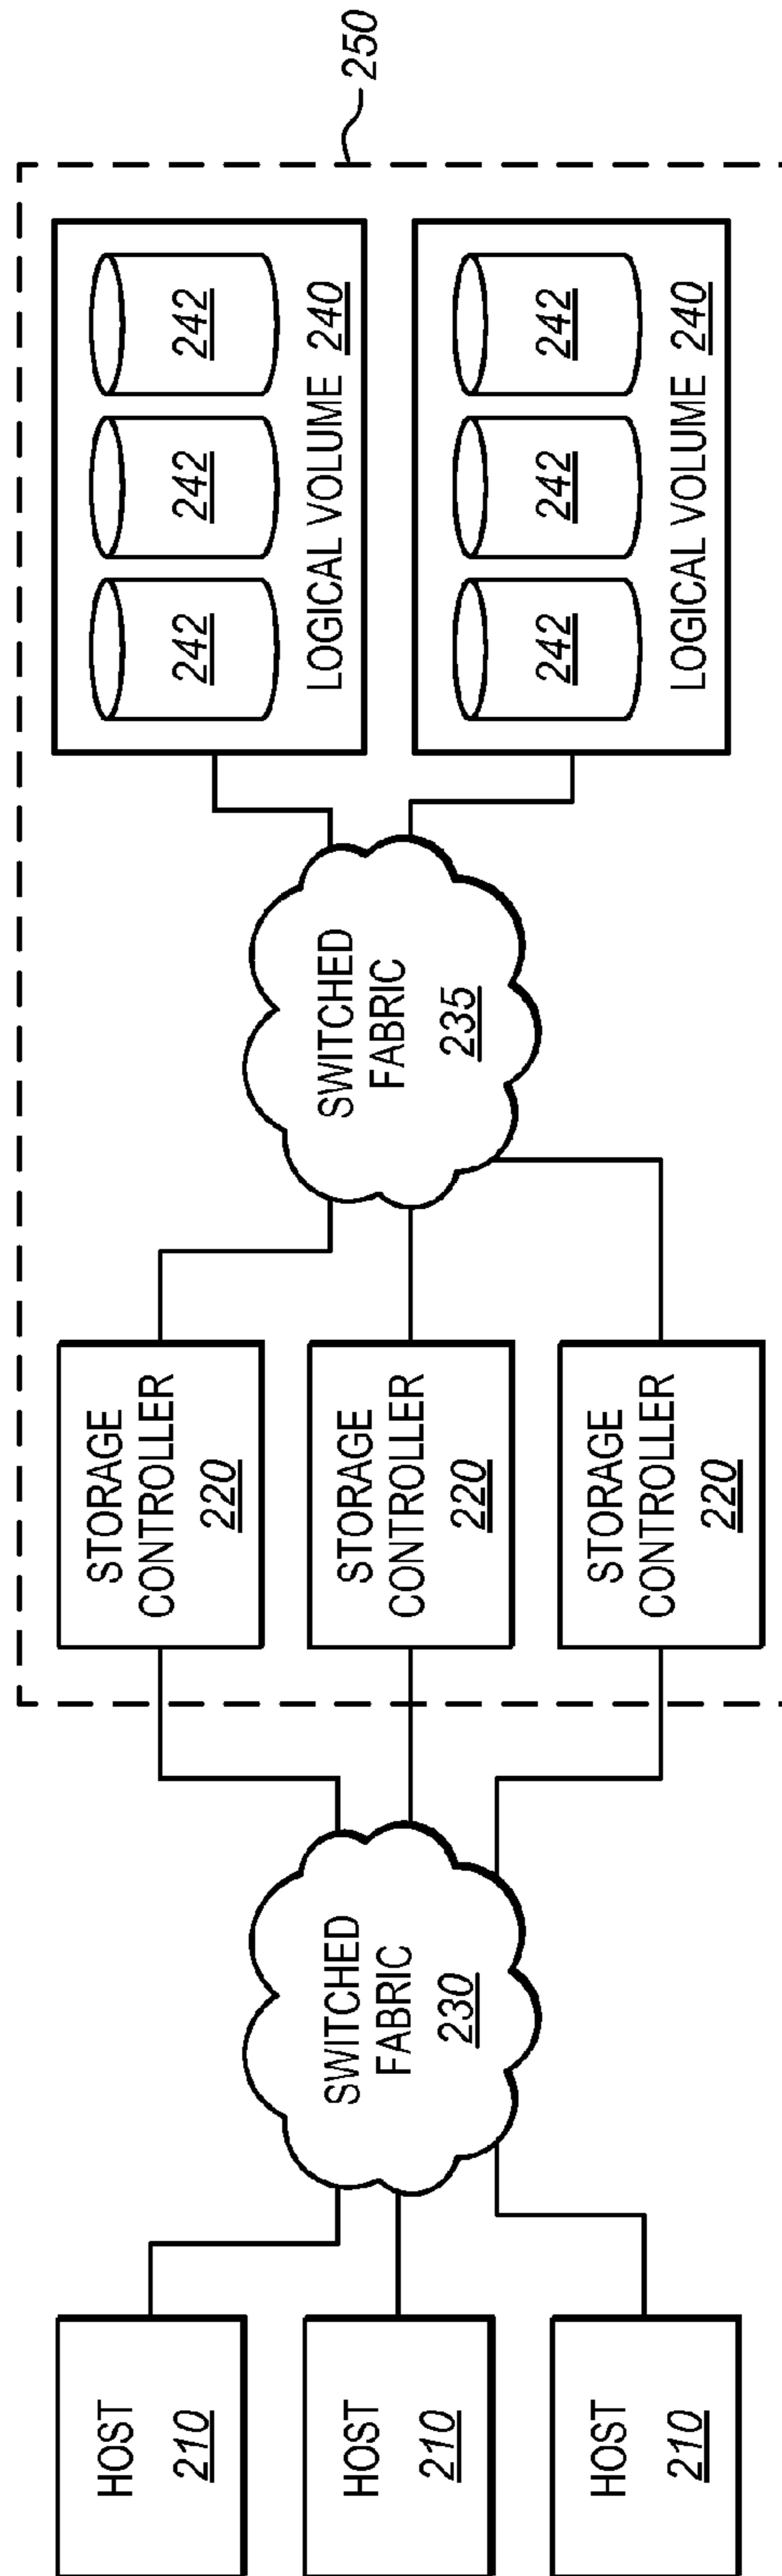 HOST
210
HOST
210
HOST
210
SWITCHED
FABRIC
230
STORAGE
CONTROLLER
220
STORAGE
CONTROLLER
220
STORAGE
CONTROLLER
220
SWITCHED
FABRIC
235
242 242 242
LOGICAL VOLUME 240
242 242 242
LOGICAL VOLUME 240
250